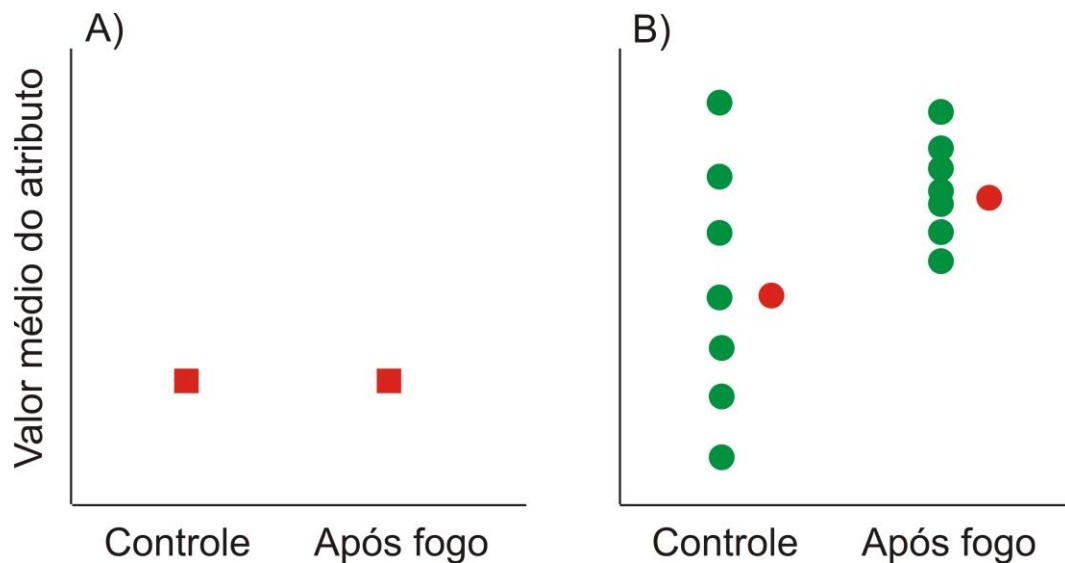 A)
Valor médio do atributo
Controle
Após fogo
B)
Controle
Após fogo